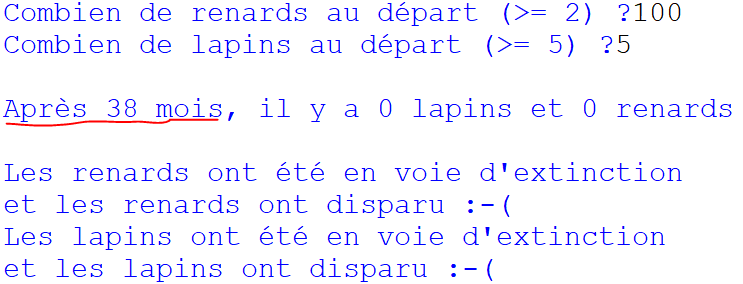 Combien de renards au départ (>= 2) ?100
Combien de lapins au départ (>= 5) ?5
Après 38 mois, il y a 0 lapins et 0 renards
Les renards ont été en voie d'extinction
et les renards ont disparu :-(
Les lapins ont été en voie d'extinction
et les lapins ont disparu :-(